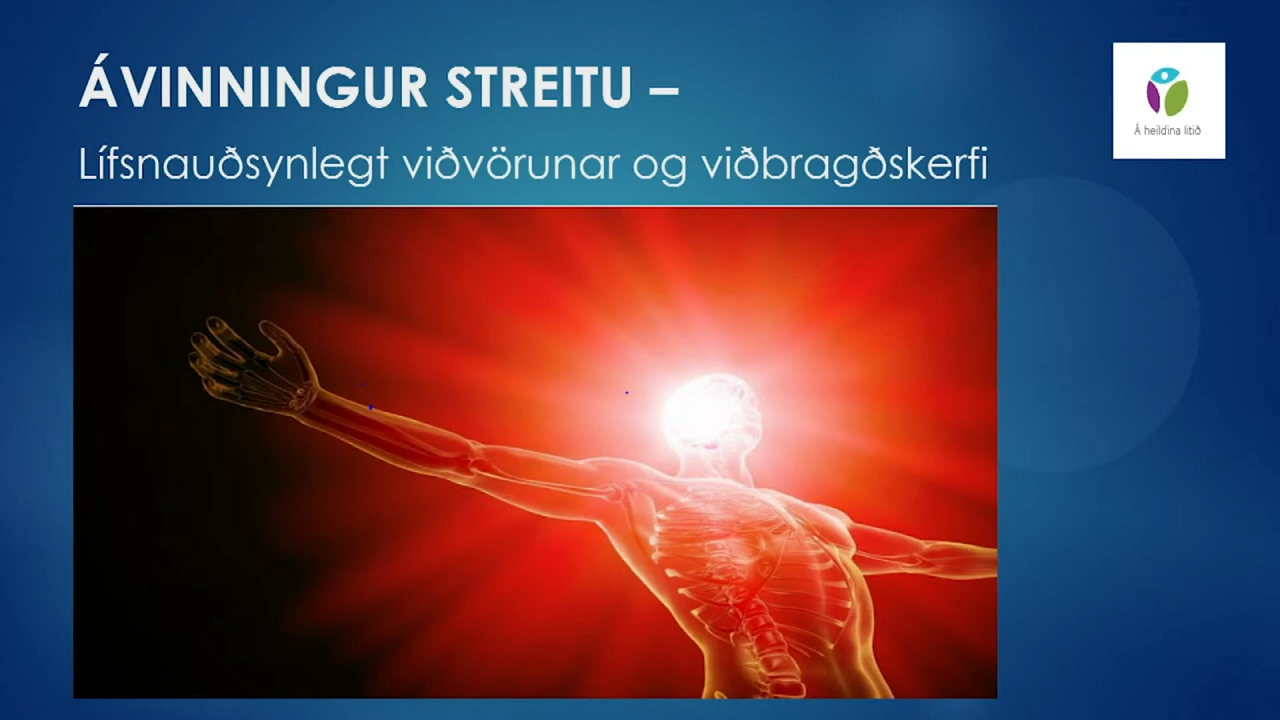 ÁVINNINGUR STREITU –
Lífsnauðsynlegt viðvörunar og viðbragðskerfi
Á heildina litið